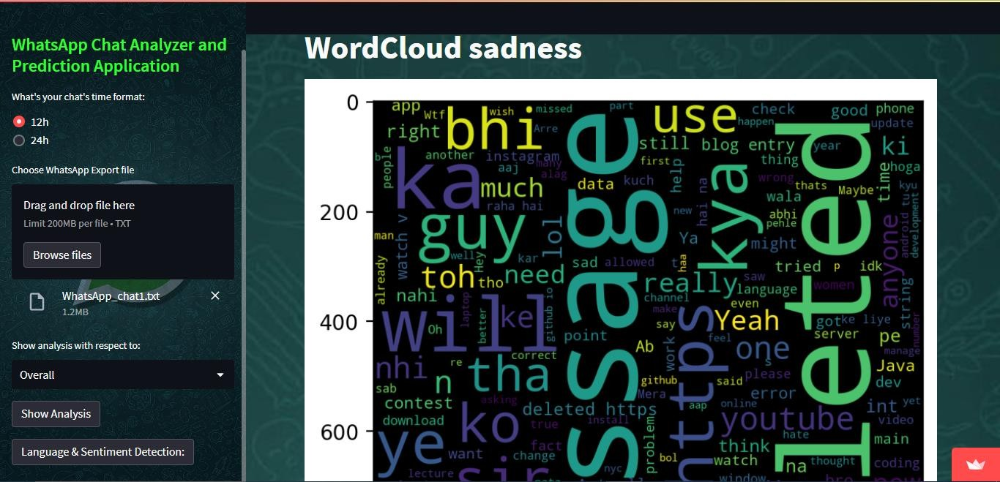 WhatsApp Chat Analyzer and
Prediction Application
What's your chat's time format:
12h
24h
Choose WhatsApp Export file
Drag and drop file here
Limit 200MB per file • TXT
Browse files
WhatsApp_chat1.txt
1.2MB
Show analysis with respect to:
Overall
Show Analysis
Language & Sentiment Detection:
WordCloud sadness
0
200
400
600
app
Wtf
bhi
wish
missed
part
use
check
good
phone
right
Arre
happen
update
people
another
instagram
many
still
blog
entry
year
ki
ka
aaj
alag
first
thing
hoga
much
data
kuch
help
kya
wrong
thats
Maybe
time
kyu
raha hai
hai na
wala
tut
guy
new
abhi
pehle
android
development
man
watch v
lol
Ya
might
anyone
well
Hey
kar
sad
allowed
haa
tried
p
idk
already
toh
tho
need
really
saw
language
women
string
nahi
laptop
channel
even
will
ke
make
Yeah
got
ke liye
Oh
better
github io
say
server
number
point
Ab
work
https
feel
one
pe
manage
correct
s
nhi
re
tha
said
please
Java
n
github
dev
sab
Mera
error
contest
asking
deleted https
aap
online
int
yet
download
ko
true
install
youtube
video
ye
fact
problem
hate
main
want
change
bol
think
watch
na
thought
coding
lecture
sir
nyc
window
bro
ssage
leted